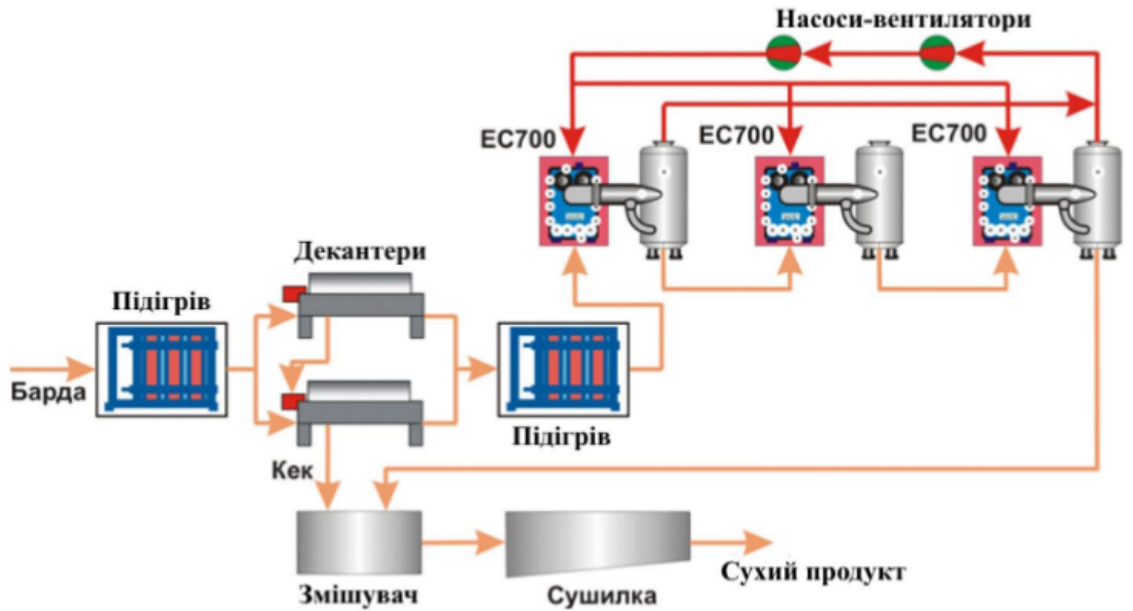 Насоси-вентилятори
EC700
EC700
EC700
Декантери
Підігрів
Барда
Підігрів
Кек
Змішувач
Сушилка
Сухий продукт